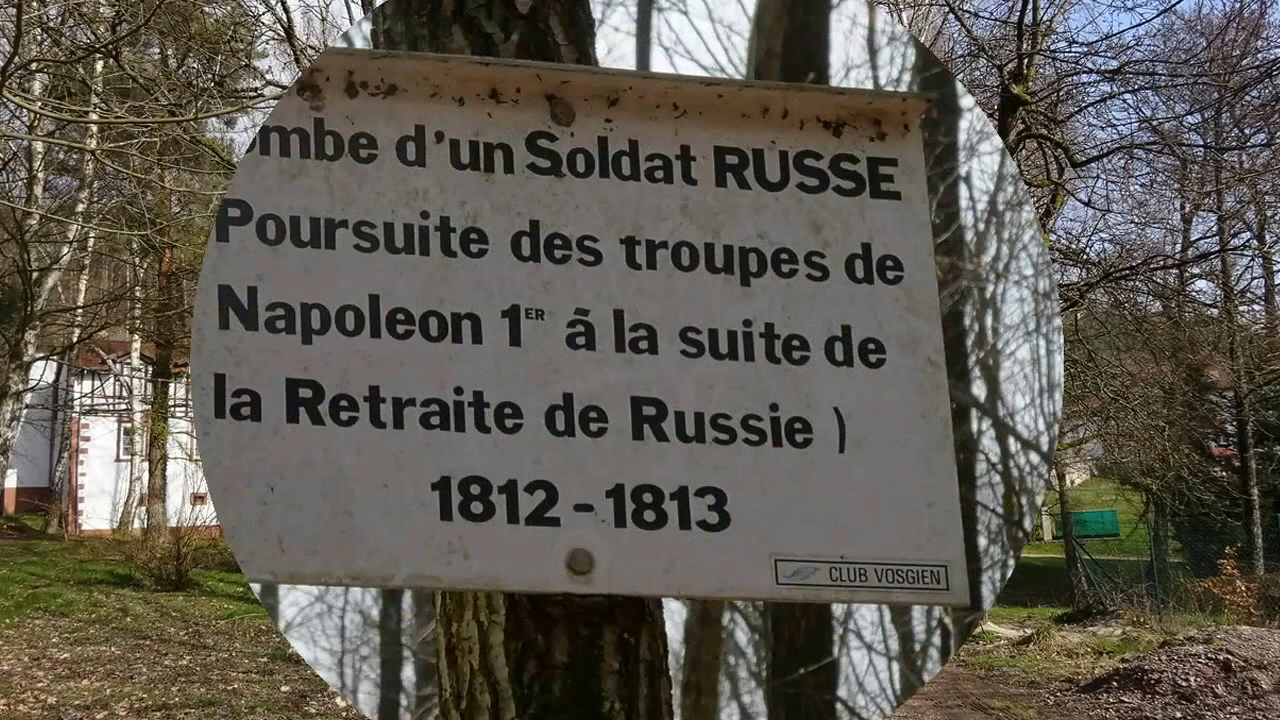 mbe d'un Soldat RUSSE
Poursuite des troupes de
Napoleon 1ER à la suite de
la Retraite de Russie )
1812 - 1813
CLUB VOSGIEN